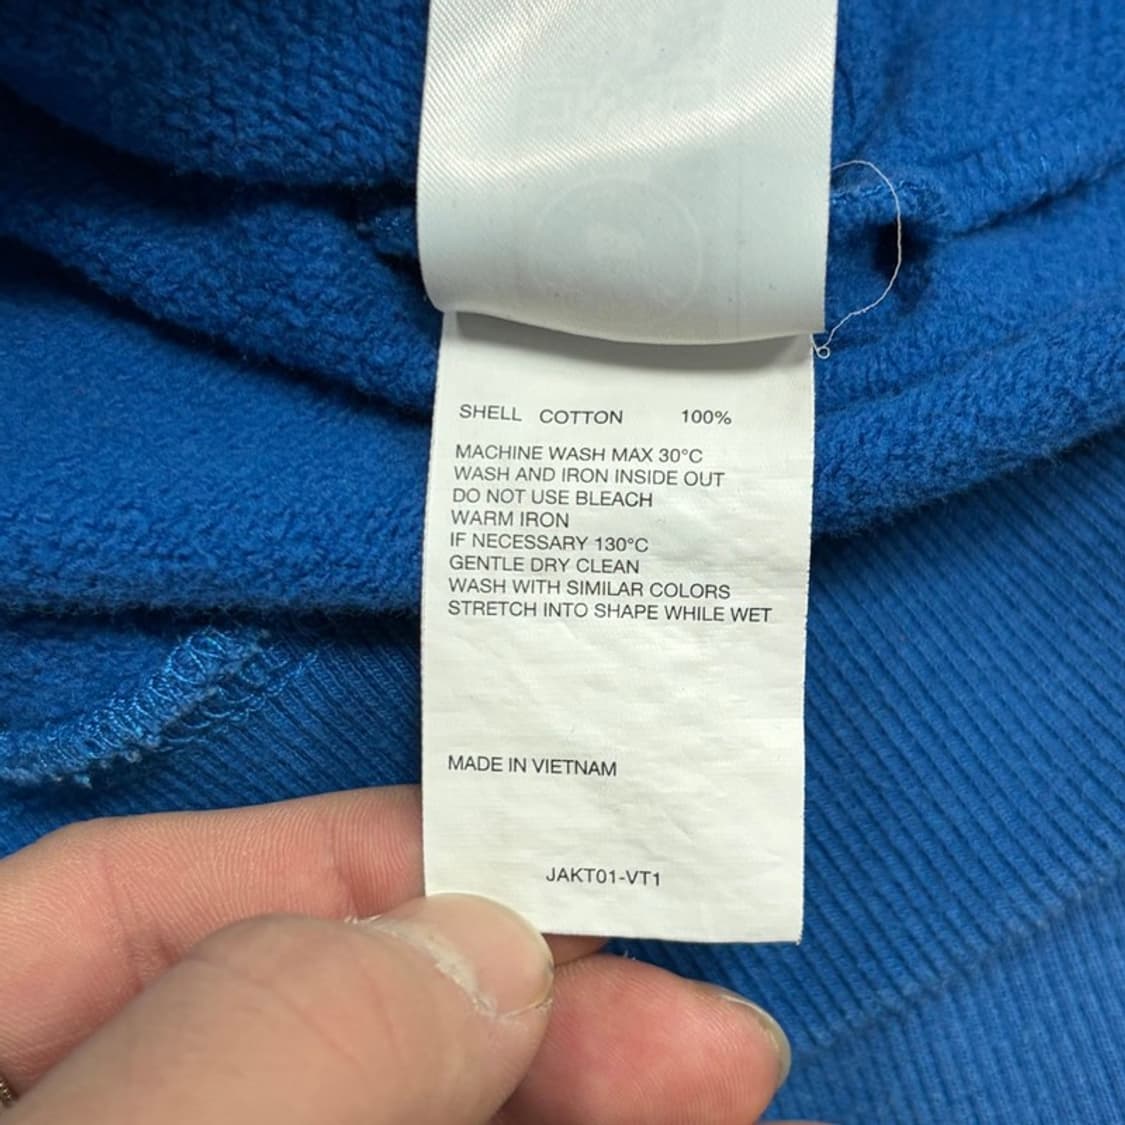 SHELL COTTON 100%
MACHINE WASH MAX 30°C
WASH AND IRON INSIDE OUT
DO NOT USE BLEACH
WARM IRON
IF NECESSARY 130°C
GENTLE DRY CLEAN
WASH WITH SIMILAR COLORS
STRETCH INTO SHAPE WHILE WET
MADE IN VIETNAM
JAKT01-VT1